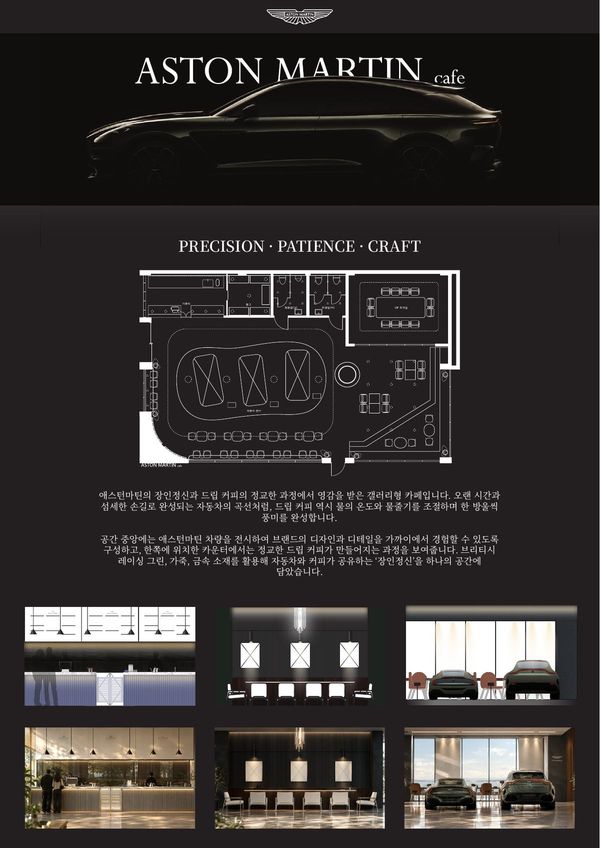 ASTON MARTIN
ASTON MARTIN cafe
PRECISION · PATIENCE · CRAFT
VIP 회의실
자동차 전시
ASTON MARTIN
애스턴마틴의 장인정신과 드립 커피의 정교한 과정에서 영감을 받은 갤러리형 카페입니다. 오랜 시간과
섬세한 손길로 완성되는 자동차의 곡선처럼, 드립 커피 역시 물의 온도와 물줄기를 조절하며 한 방울씩
풍미를 완성합니다.
공간 중앙에는 애스턴마틴 차량을 전시하여 브랜드의 디자인과 디테일을 가까이에서 경험할 수 있도록
구성하고, 한쪽에 위치한 카운터에서는 정교한 드립 커피가 만들어지는 과정을 보여줍니다. 브리티시
레이싱 그린, 가죽, 금속 소재를 활용해 자동차와 커피가 공유하는 '장인정신'을 하나의 공간에
담았습니다.